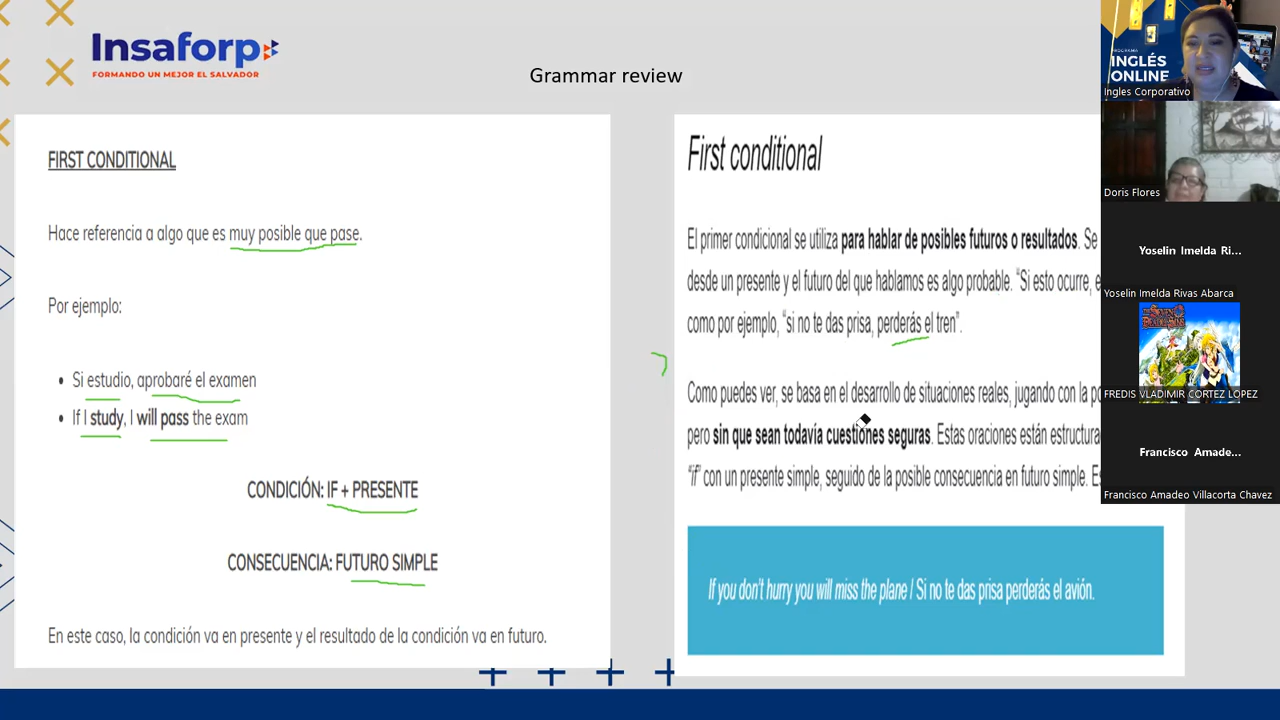 Insaforp
FORMANDO UN MEJOR EL SALVADOR
Grammar review
FIRST CONDITIONAL
Hace referencia a algo que es muy posible que pase.
Por ejemplo:
• Si estudio, aprobaré el examen
• If I study, I will pass the exam
CONDICIÓN: IF + PRESENTE
CONSECUENCIA: FUTURO SIMPLE
En este caso, la condición va en presente y el resultado de la condición va en futuro.
First conditional
El primer condicional se utiliza para hablar de posibles futuros o resultados. Se
desde un presente y el futuro del que hablamos es algo probable. “Si esto ocurre,
como por ejemplo, “si no te das prisa, perderás el tren”.
Como puedes ver, se basa en el desarrollo de situaciones reales, jugando con la
pero sin que sean todavía cuestiones seguras. Estas oraciones están
“if” con un presente simple, seguido de la posible consecuencia en futuro simple.
If you don't hurry you will miss the plane / Si no te das prisa perderás el avión.
PROGRAMA
INGLÉS
ONLINE
Ingles Corporativo
Doris Flores
Yoselin Imelda Ri...
Yoselin Imelda Rivas Abarca
FREDIS VLADIMIR CORTEZ LOPEZ
Francisco Amade...
Francisco Amadeo Villacorta Chavez